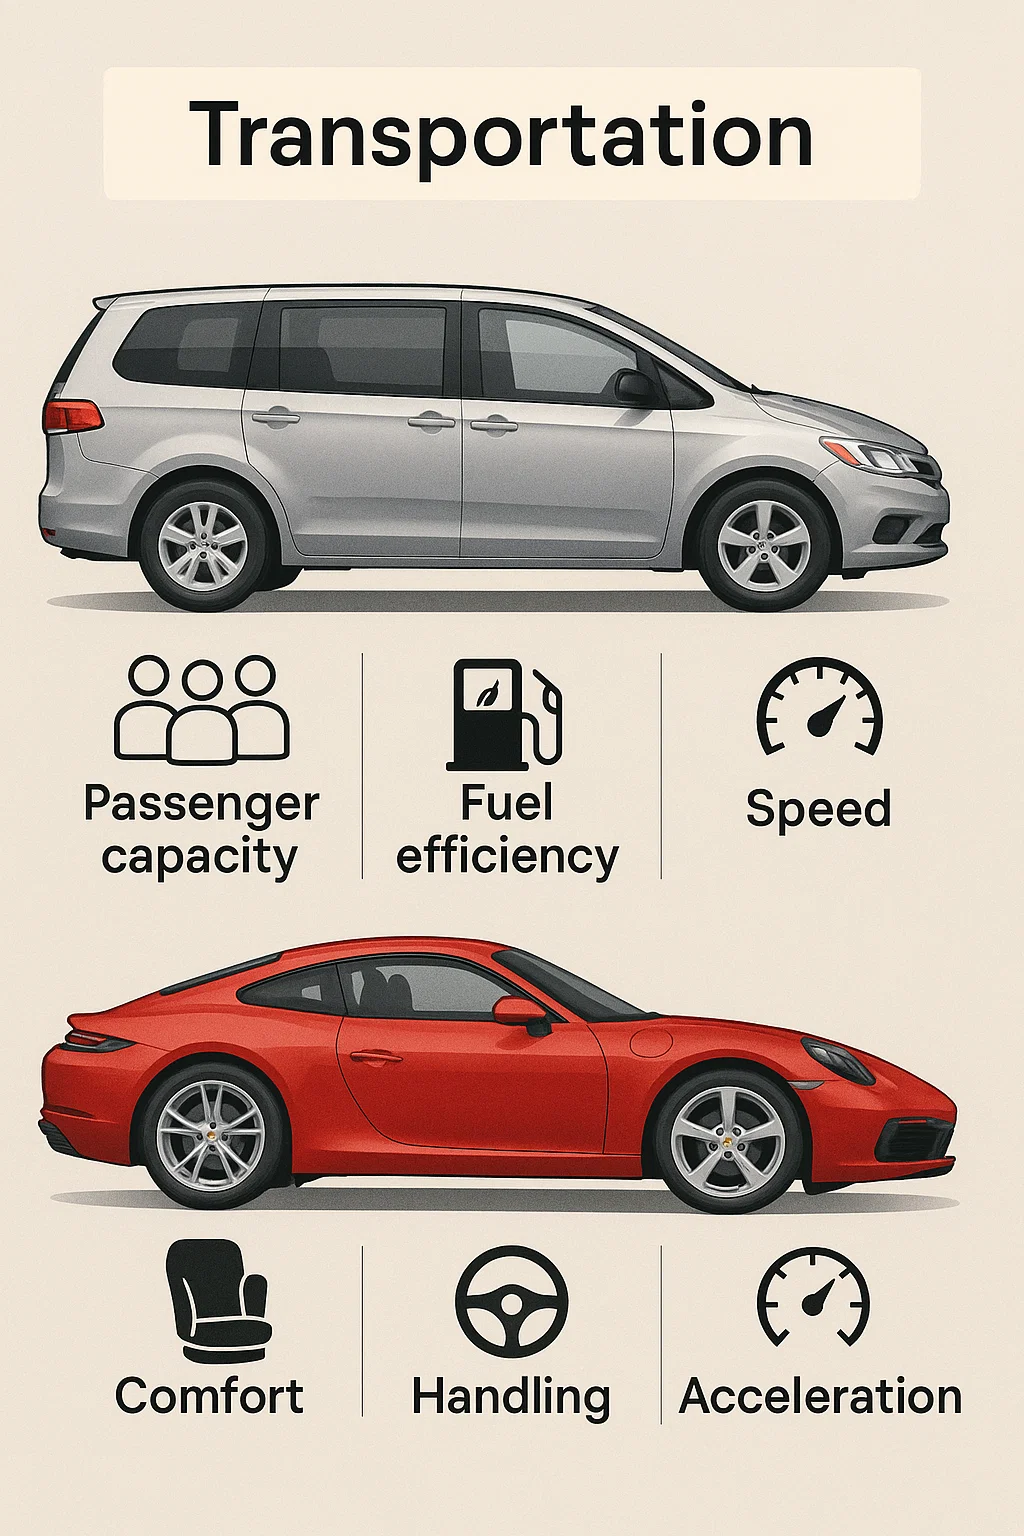 Transportation
Passenger
capacity
Fuel
efficiency
Speed
Comfort
Handling
Acceleration